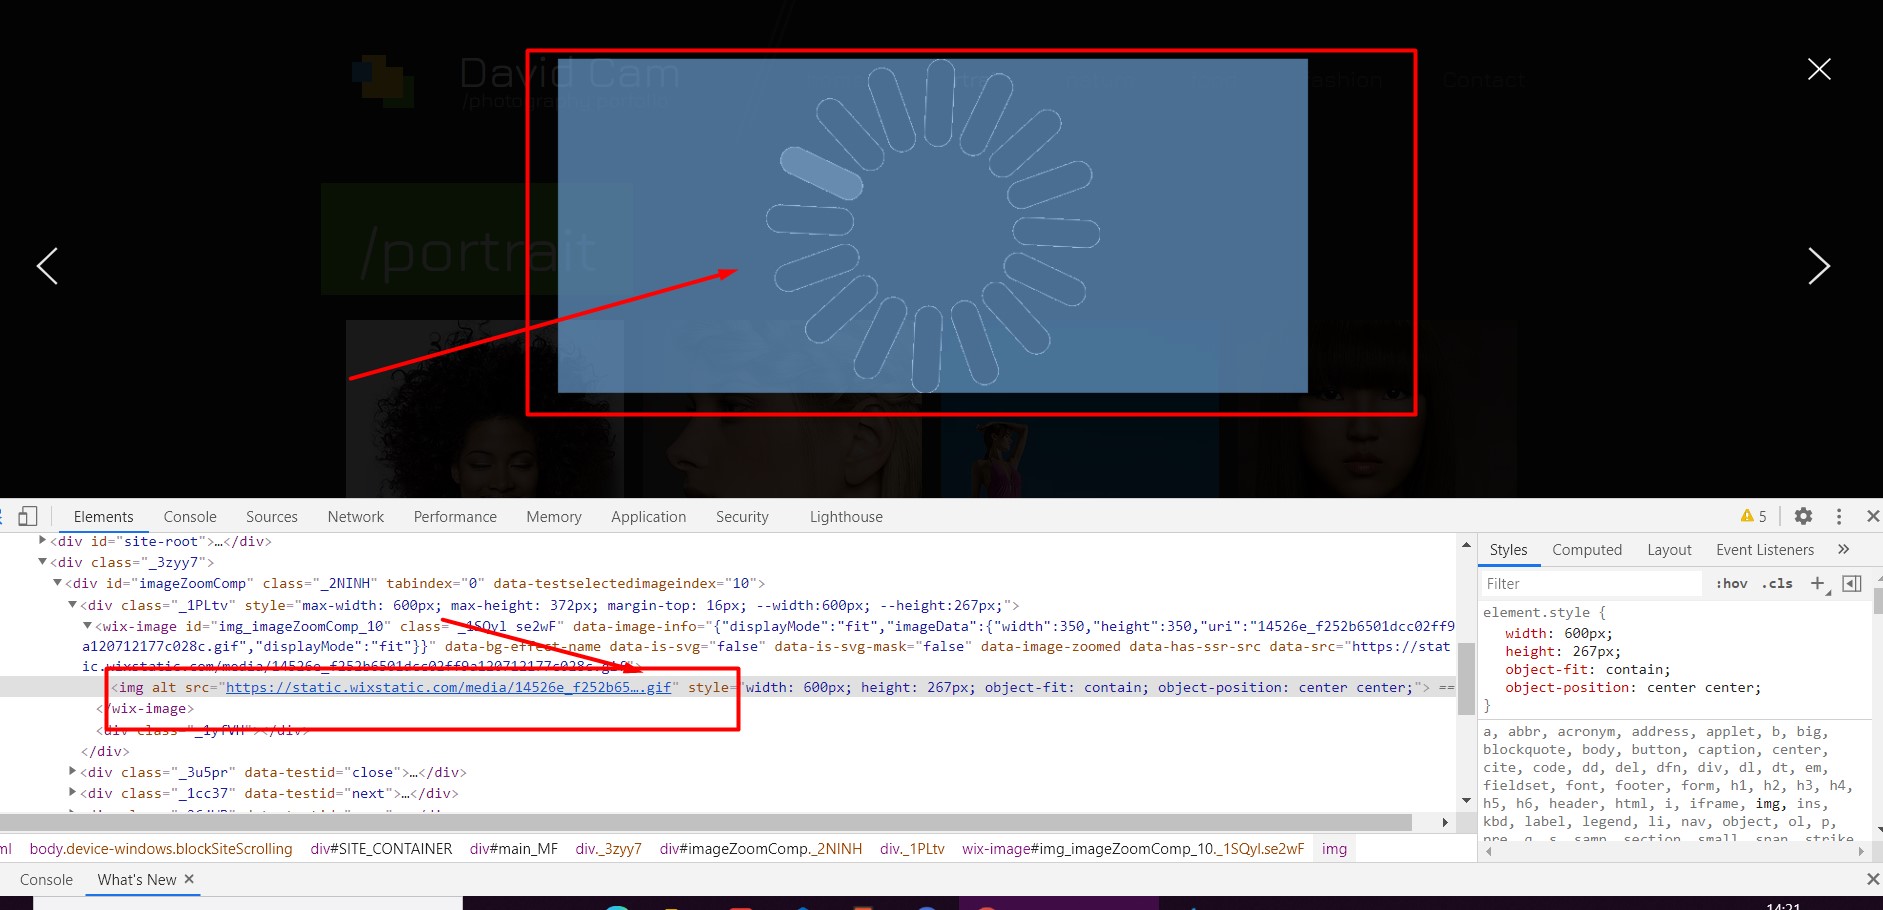 David Cam
/photography portfolio
Fashion
Contact
/portrait
Elements Console Sources Network Performance Memory Application Security Lighthouse
5
<div id="site-root">…</div>
<div class="_3zyy7">
<div id="imageZoomComp" class="_2NINH" tabindex="0" data-testselectedimageindex="10">
<div class="_1PLtv" style="max-width: 600px; max-height: 372px; margin-top: 16px; --width:600px; --height:267px;">
<wix-image id="img_imageZoomComp_10" class="_1SQyl se2wF" data-image-info="{"displayMode":"fit","imageData":{"width":350,"height":350,"uri":"14526e_f252b6501dcc02ff9
a120712177c028c.gif","displayMode":"fit"}}" data-bg-effect-name data-is-svg="false" data-is-svg-mask="false" data-image-zoomed data-has-ssr-src data-src="https://stat
ic.wixstatic.com/media/14526e_f252b6501dcc02ff9a120712177c028c.gif">
<img alt src="https://static.wixstatic.com/media/14526e_f252b65….gif" style="width: 600px; height: 267px; object-fit: contain; object-position: center center;"> ==
</wix-image>
<div class="_1yfVH"></div>
</div>
<div class="_3u5pr" data-testid="close">…</div>
<div class="_1cc37" data-testid="next">…</div>
ml body.device-windows.blockSiteScrolling div#SITE_CONTAINER div#main_MF div._3zyy7 div#imageZoomComp._2NINH div._1PLtv wix-image#img_imageZoomComp_10._1SQyl.se2wF img
Styles Computed Layout Event Listeners »
Filter :hov .cls +
element.style {
width: 600px;
height: 267px;
object-fit: contain;
object-position: center center;
}
a, abbr, acronym, address, applet, b, big,
blockquote, body, button, caption, center,
cite, code, dd, del, dfn, div, dl, dt, em,
fieldset, font, footer, form, h1, h2, h3, h4,
h5, h6, header, html, i, iframe, img, ins,
kbd, label, legend, li, nav, object, ol, p,
pre, q, s, samp, section, small, span, strike
Console What's New ×
14:21